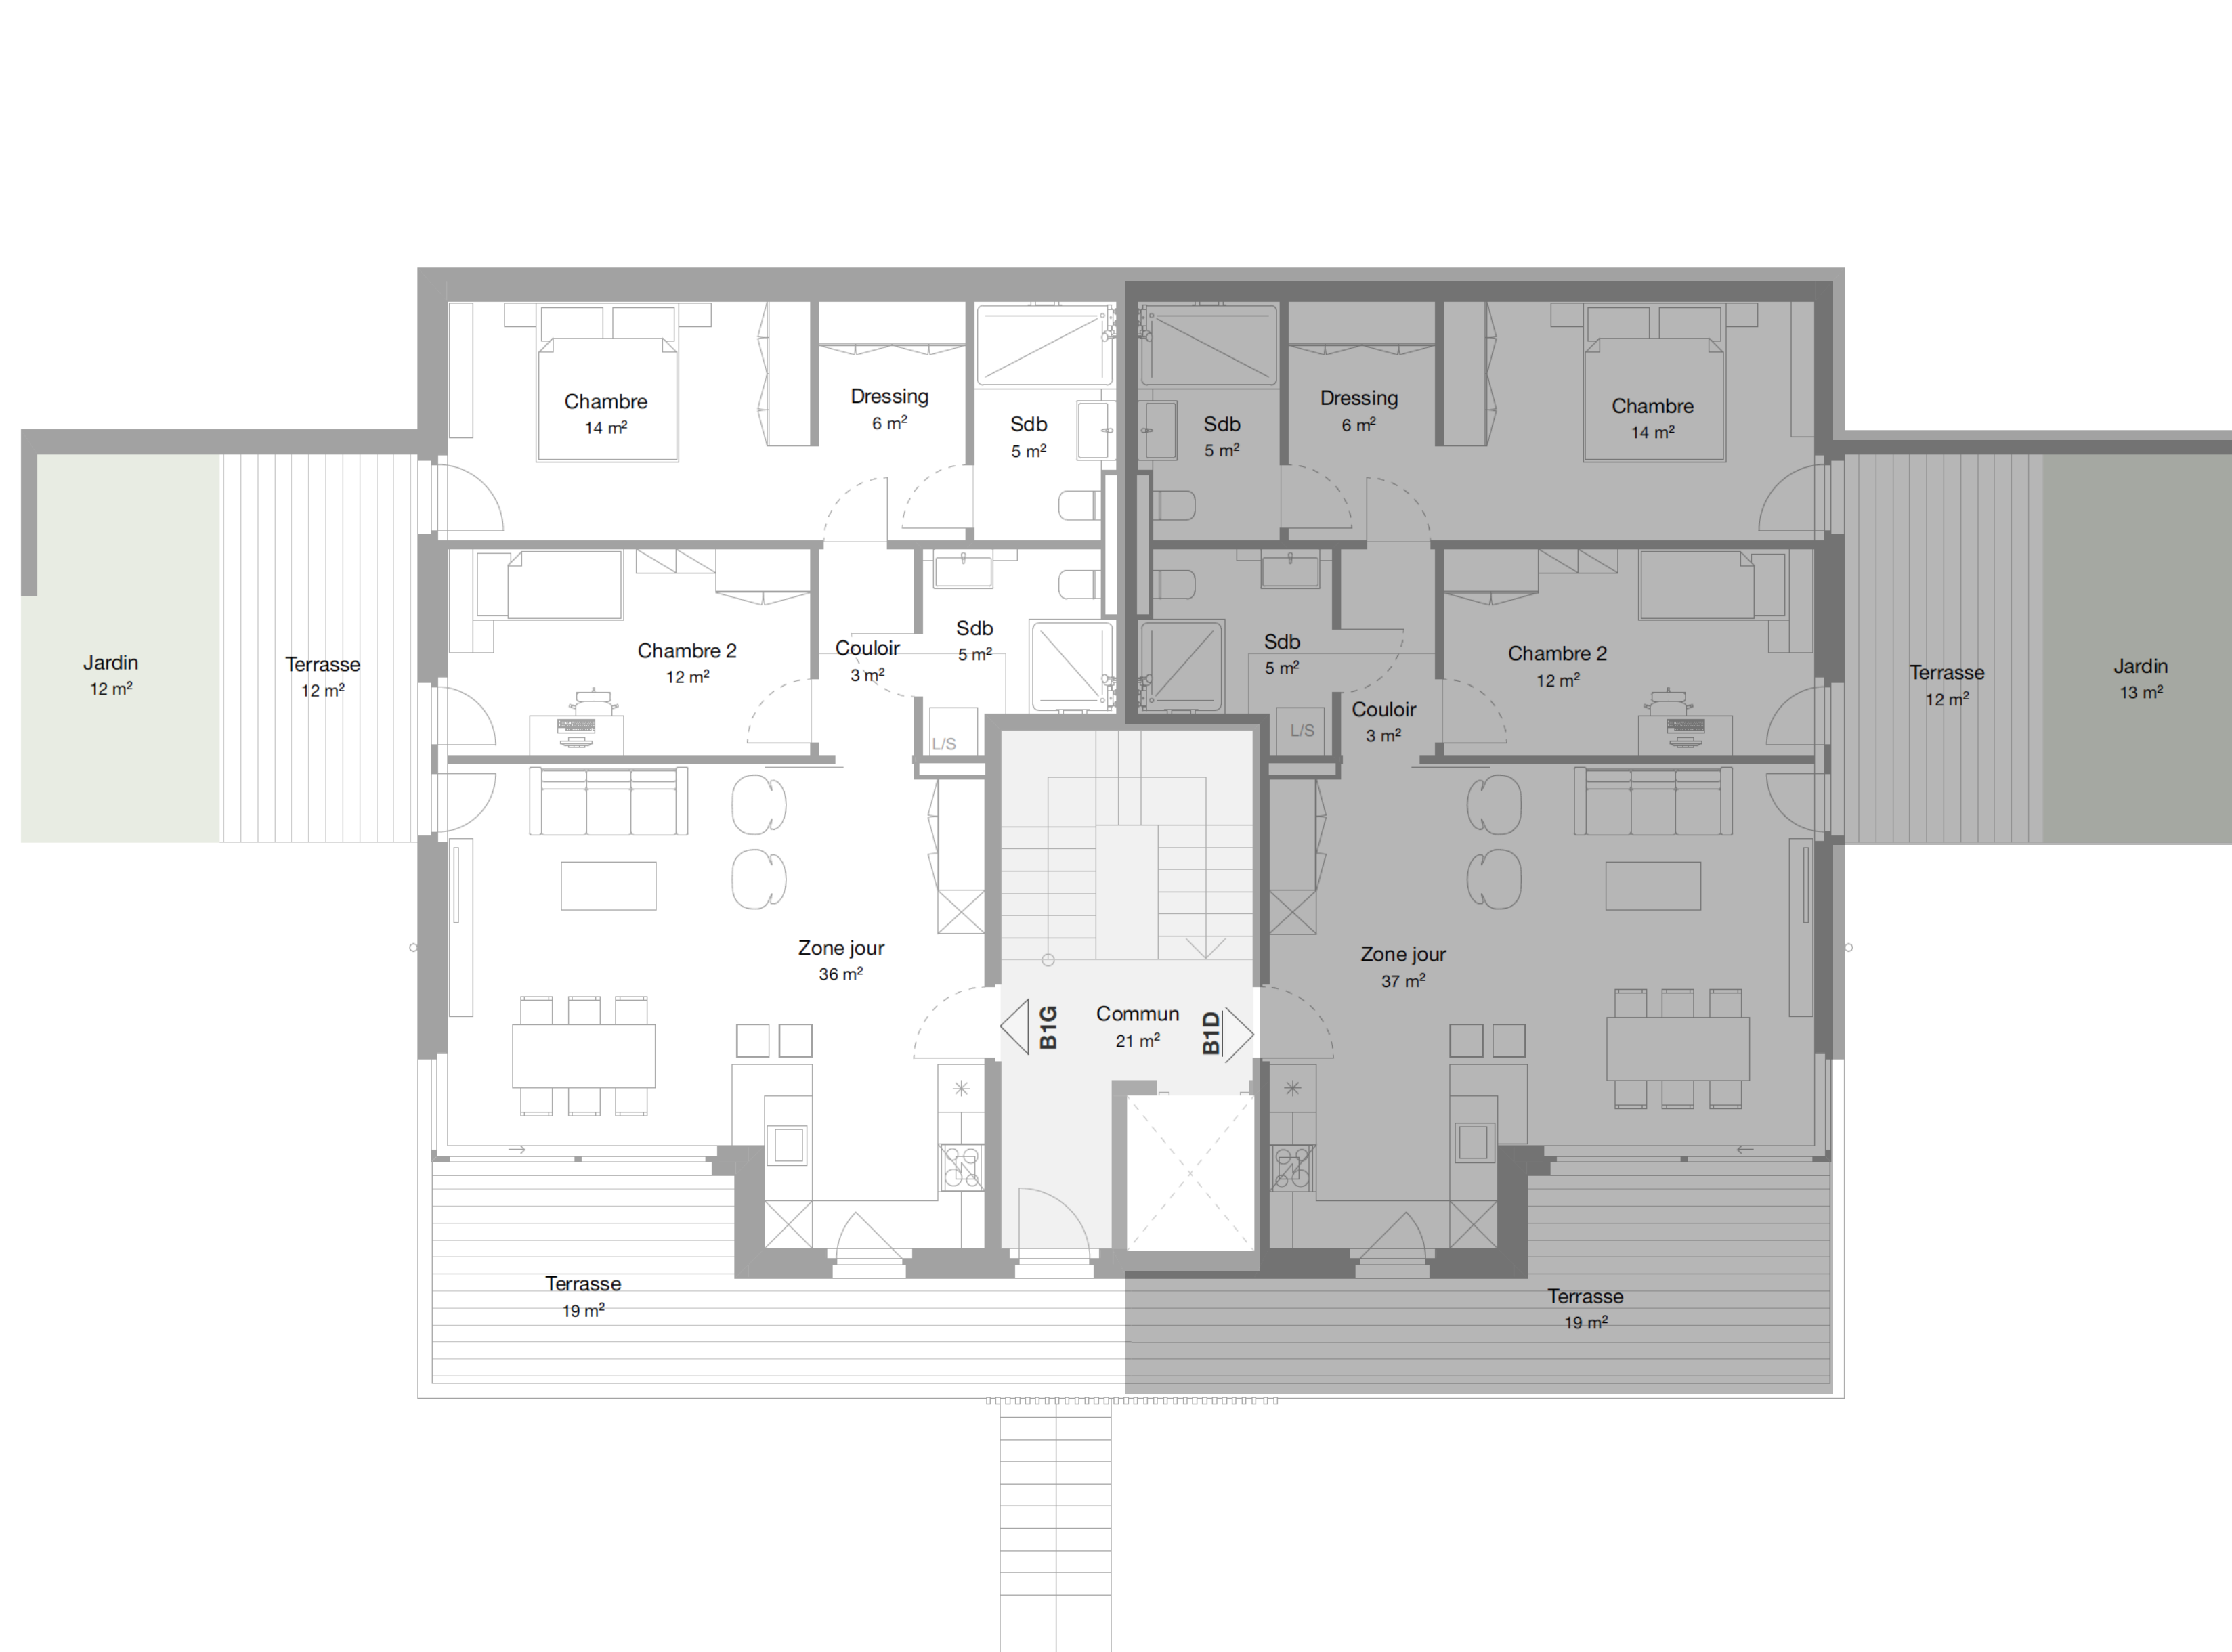 Chambre
14 m²
Dressing
6 m²
Sdb
5 m²
Sdb
5 m²
Dressing
6 m²
Chambre
14 m²
Jardin
12 m²
Terrasse
12 m²
Chambre 2
12 m²
Couloir
3 m²
Sdb
5 m²
L/S
Sdb
5 m²
L/S
Couloir
3 m²
Chambre 2
12 m²
Terrasse
12 m²
Jardin
13 m²
Zone jour
36 m²
B1G
Commun
21 m²
B1D
Zone jour
37 m²
Terrasse
19 m²
Terrasse
19 m²